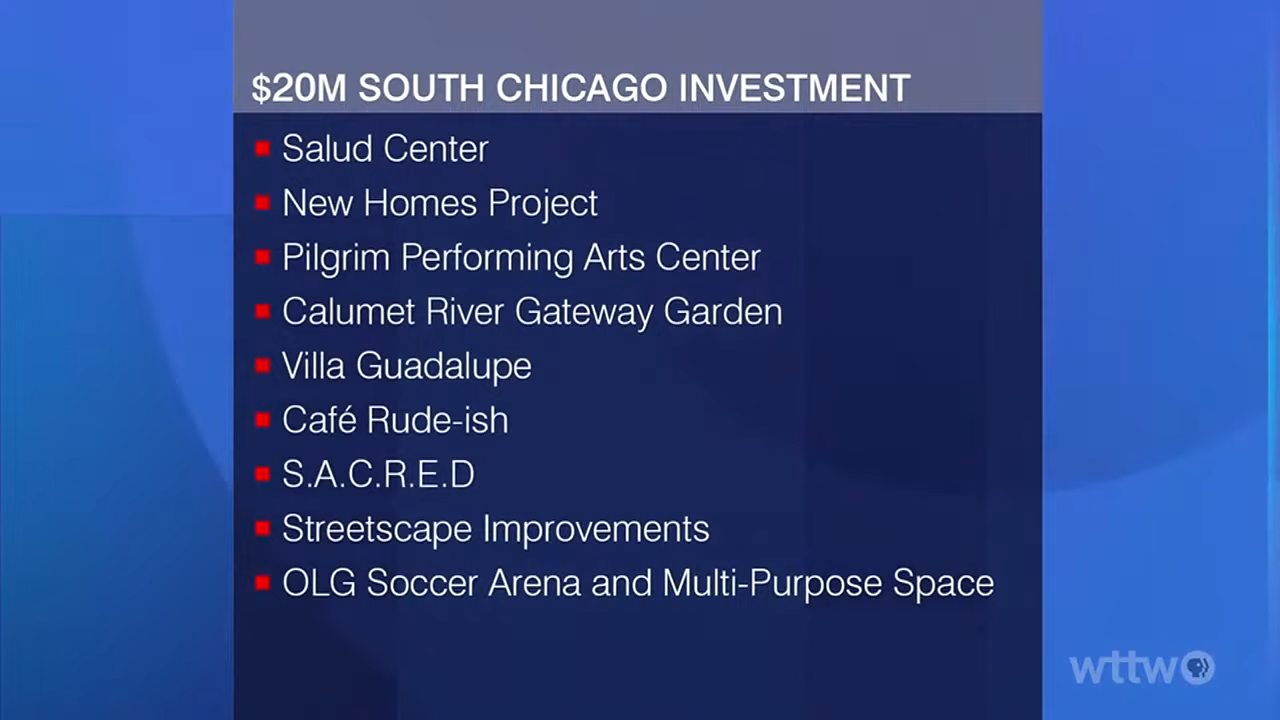 $20M SOUTH CHICAGO INVESTMENT
Salud Center
New Homes Project
Pilgrim Performing Arts Center
Calumet River Gateway Garden
Villa Guadalupe
Café Rude-ish
S.A.C.R.E.D
Streetscape Improvements
OLG Soccer Arena and Multi-Purpose Space
wttw